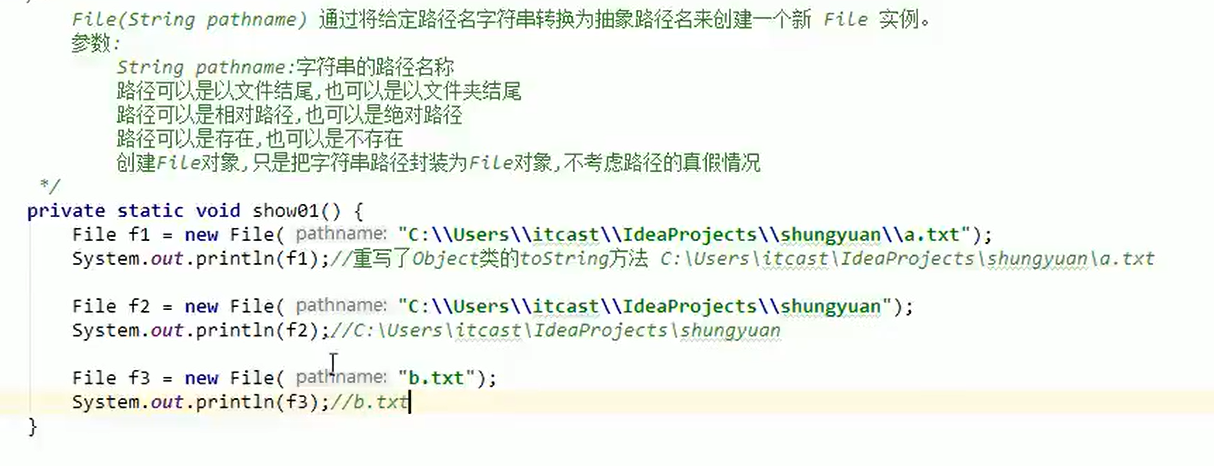 File(String pathname) 通过将给定路径名字符串转换为抽象路径名来创建一个新 File 实例。
参数:
String pathname:字符串的路径名称
路径可以是以文件结尾,也可以是以文件夹结尾
路径可以是相对路径,也可以是绝对路径
路径可以是存在,也可以是不存在
创建File对象,只是把字符串路径封装为File对象,不考虑路径的真假情况
*/
private static void show01() {
File f1 = new File( pathname: "C:\\Users\\itcast\\IdeaProjects\\shungyuan\\a.txt");
System.out.println(f1);//重写了Object类的toString方法 C:\Users\itcast\IdeaProjects\shungyuan\a.txt
File f2 = new File( pathname: "C:\\Users\\itcast\\IdeaProjects\\shungyuan");
System.out.println(f2);//C:\Users\itcast\IdeaProjects\shungyuan
File f3 = new File( pathname: "b.txt");
System.out.println(f3);//b.txt
}